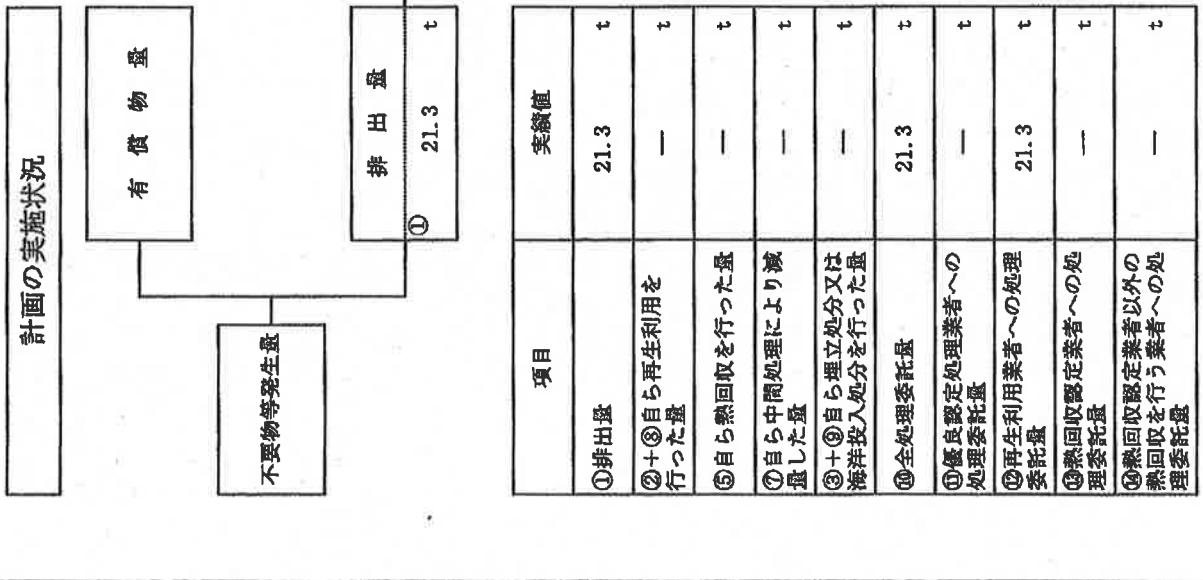 計画の実施状況
有 償 物 量
不要物等発生量
排 出 量
① 21.3 t
項目 実績値
①排出量 21.3 t
②+⑧自ら再生利用を
行った量 — t
⑤自ら熱回収を行った量 — t
⑦自ら中間処理により減
量した量 — t
③+⑨自ら埋立処分又は
海洋投入処分を行った量 — t
⑩全処理委託量 21.3 t
⑪優良認定処理業者への
処理委託量 — t
⑫再生利用業者への処理
委託量 21.3 t
⑬熱回収認定業者への処
理委託量 — t
⑭熱回収認定業者以外の
熱回収を行う業者への処
理委託量 — t